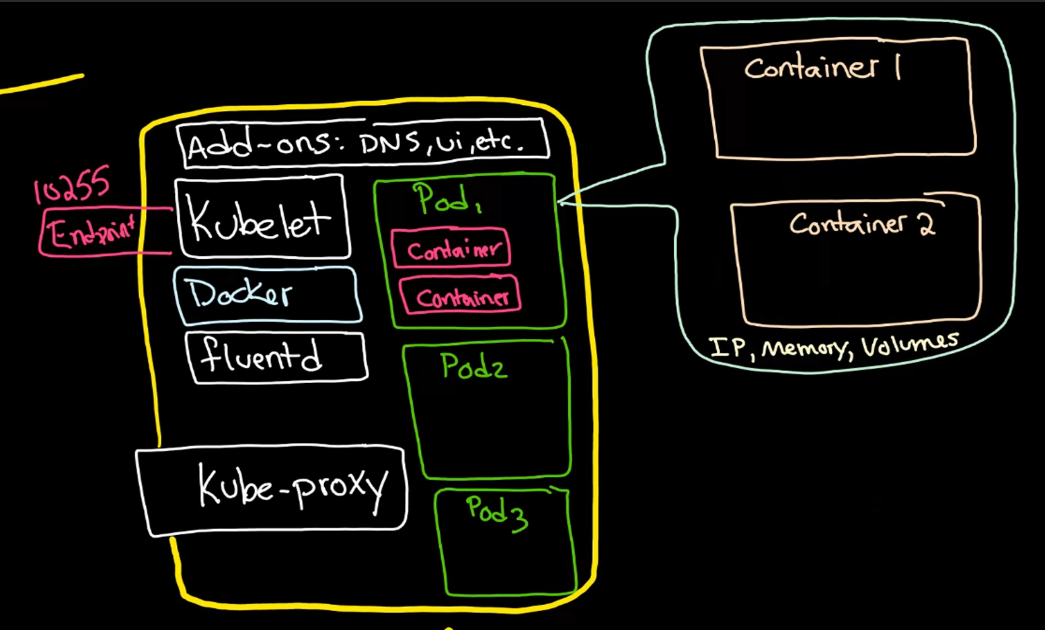 Add-ons: DNS, ui, etc.
10255
Endpoint
Kubelet
Docker
fluentd
Kube-proxy
Pod1
Container
Container
Pod2
Pod3
Container 1
Container 2
IP, Memory, Volumes